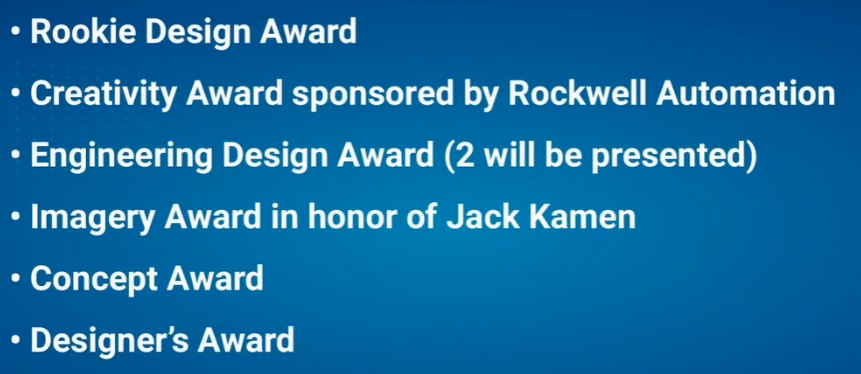 • Rookie Design Award
• Creativity Award sponsored by Rockwell Automation
• Engineering Design Award (2 will be presented)
• Imagery Award in honor of Jack Kamen
• Concept Award
• Designer’s Award